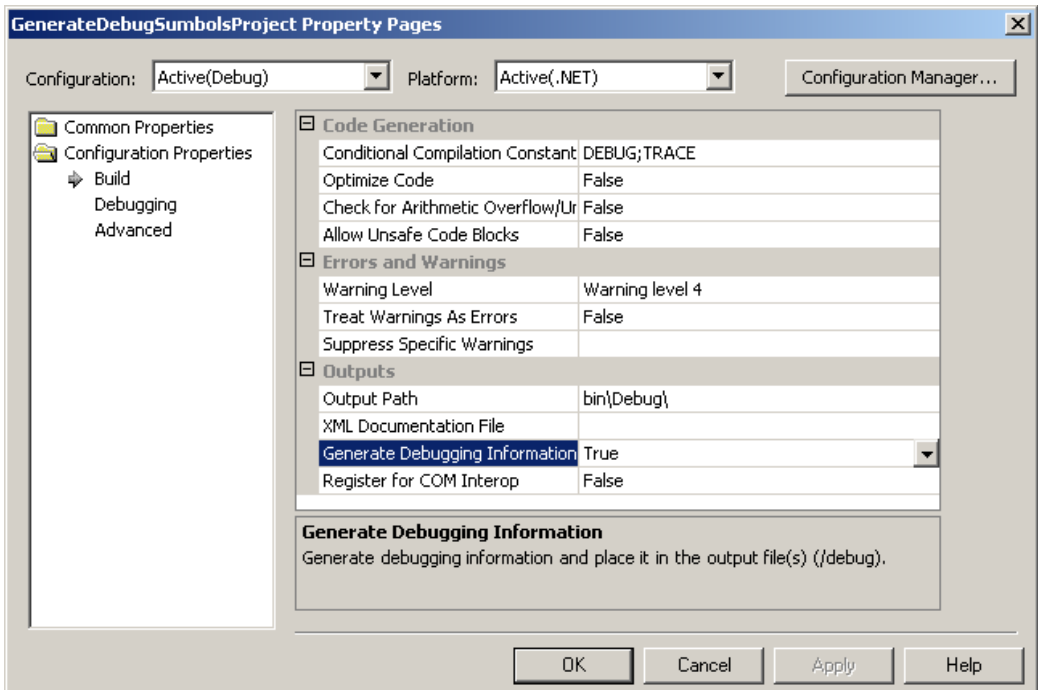 GenerateDebugSumbolsProject Property Pages
Configuration: Active(Debug) Platform: Active(.NET) Configuration Manager...
Common Properties
Configuration Properties
Build
Debugging
Advanced
Code Generation
Conditional Compilation Constant DEBUG;TRACE
Optimize Code False
Check for Arithmetic Overflow/Ur False
Allow Unsafe Code Blocks False
Errors and Warnings
Warning Level Warning level 4
Treat Warnings As Errors False
Suppress Specific Warnings
Outputs
Output Path bin\Debug\
XML Documentation File
Generate Debugging Information True
Register for COM Interop False
Generate Debugging Information
Generate debugging information and place it in the output file(s) (/debug).
OK Cancel Apply Help